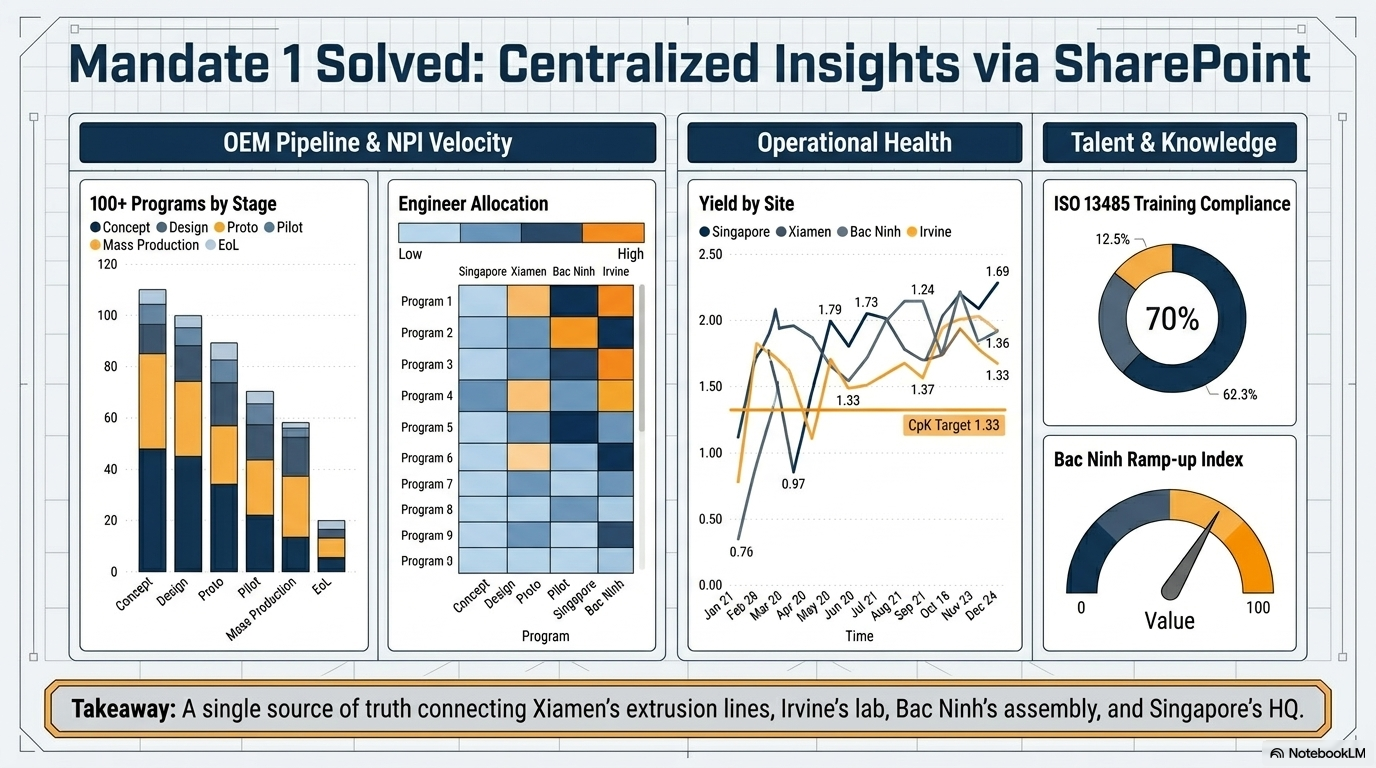 Mandate 1 Solved: Centralized Insights via SharePoint
OEM Pipeline & NPI Velocity
100+ Programs by Stage
Concept Design Proto Pilot
Mass Production EoL
120
100
80
60
40
20
0
Concept
Design
Proto
Pilot
Mass Production
EoL
Engineer Allocation
Low High
Singapore Xiamen Bac Ninh Irvine
Program 1
Program 2
Program 3
Program 4
Program 5
Program 6
Program 7
Program 8
Program 9
Program 0
Concept
Design
Proto
Pilot
Singapore
Bac Ninh
Program
Operational Health
Yield by Site
Singapore Xiamen Bac Ninh Irvine
2.50
2.00
1.50
1.00
0.50
0.00
0.76
0.97
1.79
1.33
1.73
1.24
1.37
1.69
1.36
1.33
CpK Target 1.33
Jan 21
Feb 28
Mar 20
Apr 20
May 20
Jun 20
Jul 21
Aug 21
Sep 21
Oct 16
Nov 23
Dec 24
Time
Talent & Knowledge
ISO 13485 Training Compliance
12.5%
70%
62.3%
Bac Ninh Ramp-up Index
0 100
Value
Takeaway: A single source of truth connecting Xiamen's extrusion lines, Irvine's lab, Bac Ninh's assembly, and Singapore's HQ.
NotebookLM